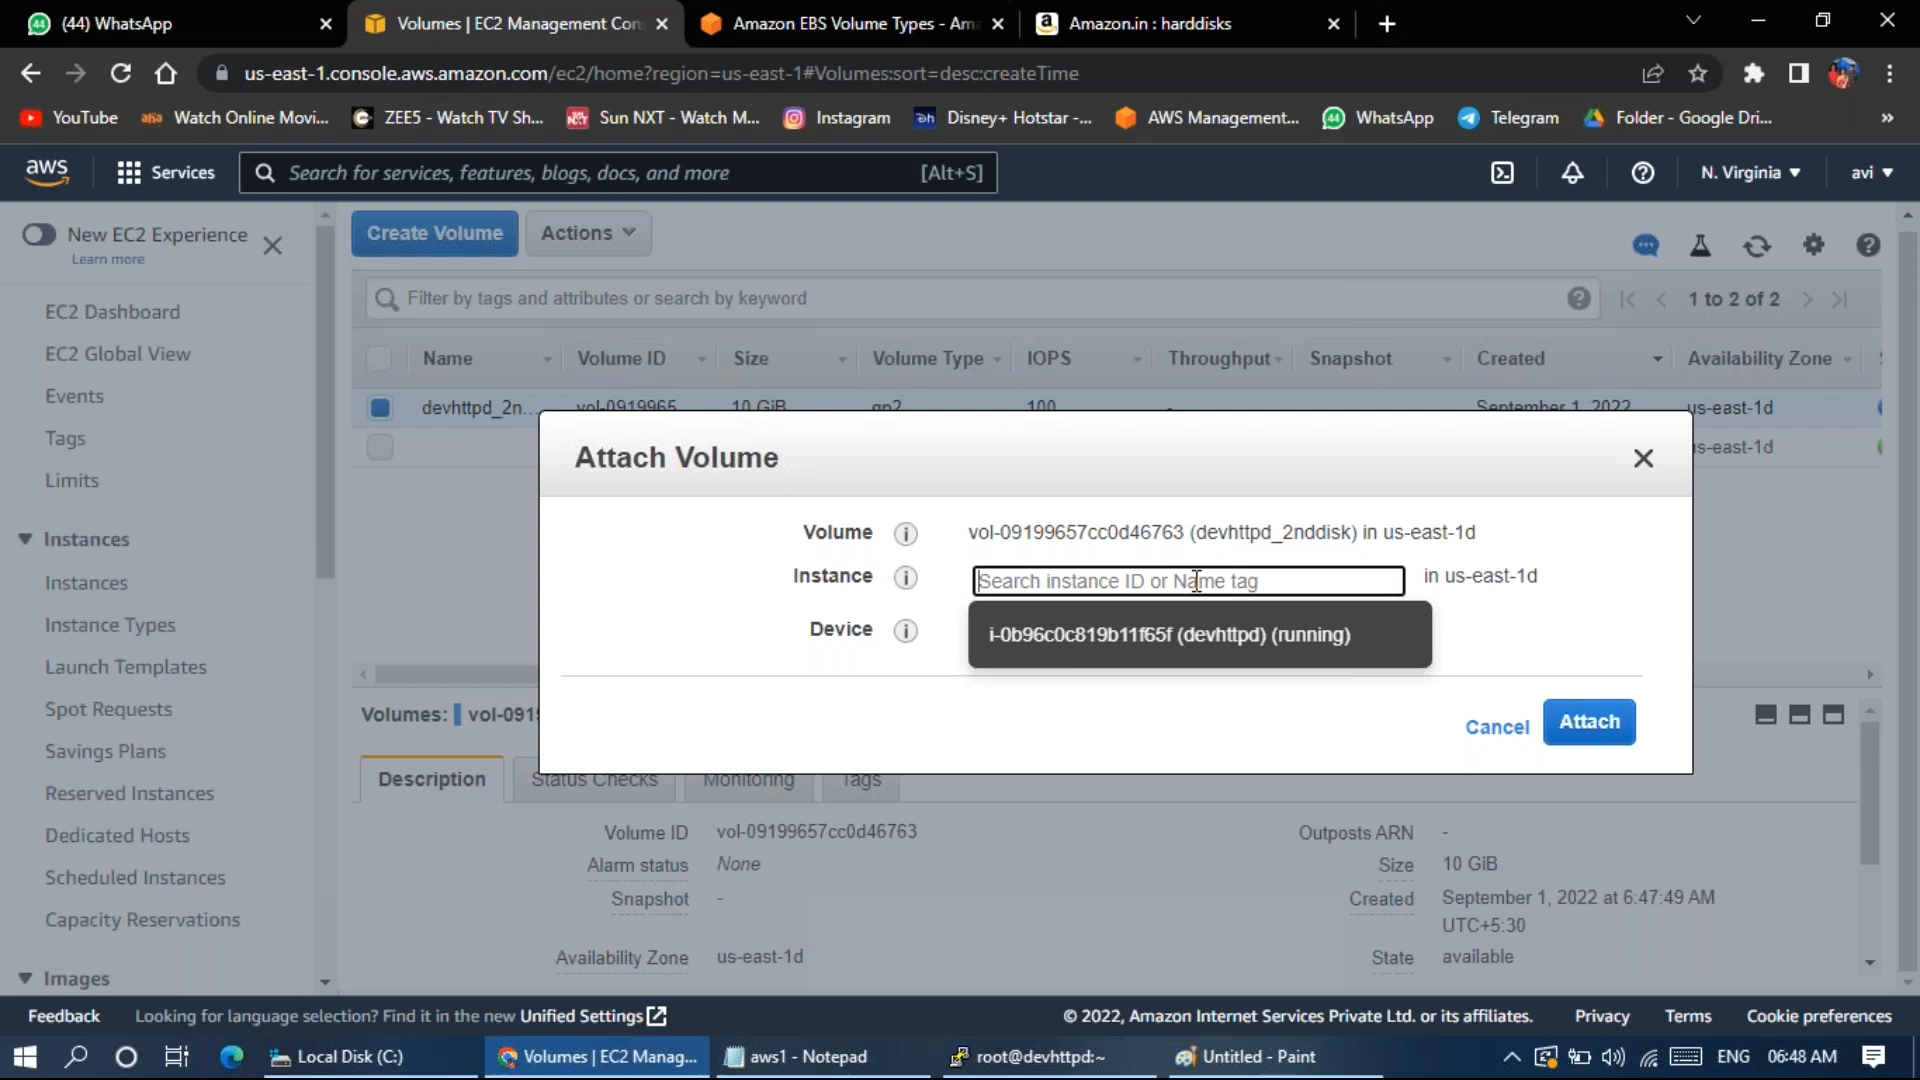 (44) WhatsApp
Volumes | EC2 Management Con
Amazon EBS Volume Types - Am
Amazon.in : harddisks
us-east-1.console.aws.amazon.com/ec2/home?region=us-east-1#Volumes:sort=desc:createTime
YouTube
Watch Online Movi...
ZEE5 - Watch TV Sh...
Sun NXT - Watch M...
Instagram
Disney+ Hotstar -...
AWS Management...
WhatsApp
Telegram
Folder - Google Dri...
aws
Services
Search for services, features, blogs, docs, and more
[Alt+S]
N. Virginia
avi
New EC2 Experience
Learn more
EC2 Dashboard
EC2 Global View
Events
Tags
Limits
Instances
Instances
Instance Types
Launch Templates
Spot Requests
Savings Plans
Reserved Instances
Dedicated Hosts
Scheduled Instances
Capacity Reservations
Images
Create Volume
Actions
Filter by tags and attributes or search by keyword
1 to 2 of 2
Name
Volume ID
Size
Volume Type
IOPS
Throughput
Snapshot
Created
Availability Zone
devhttpd_2n...
vol-0919965
10 GiB
gp2
100
-
September 1, 2022
us-east-1d
s-east-1d
Attach Volume
Volume
vol-09199657cc0d46763 (devhttpd_2nddisk) in us-east-1d
Instance
Search instance ID or Name tag
in us-east-1d
i-0b96c0c819b11f65f (devhttpd) (running)
Device
Cancel
Attach
Volumes:
vol-091
Description
Status Checks
Monitoring
Tags
Volume ID
vol-09199657cc0d46763
Outposts ARN
-
Alarm status
None
Size
10 GiB
Snapshot
-
Created
September 1, 2022 at 6:47:49 AM
UTC+5:30
Availability Zone
us-east-1d
State
available
Feedback
Looking for language selection? Find it in the new Unified Settings
© 2022, Amazon Internet Services Private Ltd. or its affiliates.
Privacy
Terms
Cookie preferences
Local Disk (C:)
Volumes | EC2 Manag...
aws1 - Notepad
root@devhttpd:~
Untitled - Paint
ENG
06:48 AM